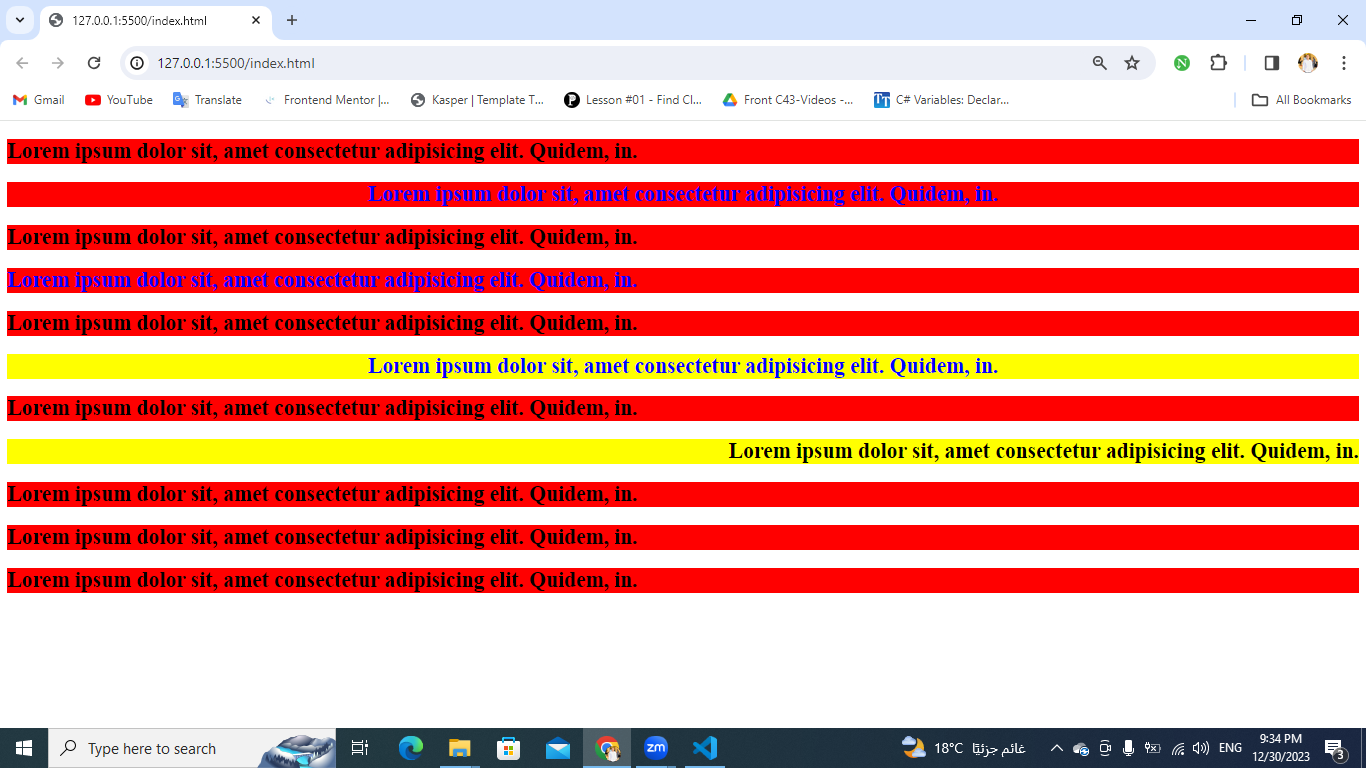 127.0.0.1:5500/index.html
127.0.0.1:5500/index.html
Gmail YouTube Translate Frontend Mentor |... Kasper | Template T... Lesson #01 - Find Cl... Front C43-Videos -... C# Variables: Declar... All Bookmarks
Lorem ipsum dolor sit, amet consectetur adipisicing elit. Quidem, in.
Lorem ipsum dolor sit, amet consectetur adipisicing elit. Quidem, in.
Lorem ipsum dolor sit, amet consectetur adipisicing elit. Quidem, in.
Lorem ipsum dolor sit, amet consectetur adipisicing elit. Quidem, in.
Lorem ipsum dolor sit, amet consectetur adipisicing elit. Quidem, in.
Lorem ipsum dolor sit, amet consectetur adipisicing elit. Quidem, in.
Lorem ipsum dolor sit, amet consectetur adipisicing elit. Quidem, in.
Lorem ipsum dolor sit, amet consectetur adipisicing elit. Quidem, in.
Lorem ipsum dolor sit, amet consectetur adipisicing elit. Quidem, in.
Lorem ipsum dolor sit, amet consectetur adipisicing elit. Quidem, in.
Lorem ipsum dolor sit, amet consectetur adipisicing elit. Quidem, in.
Type here to search zm 18°C غائم جزئيًا ENG 9:34 PM
12/30/2023 3